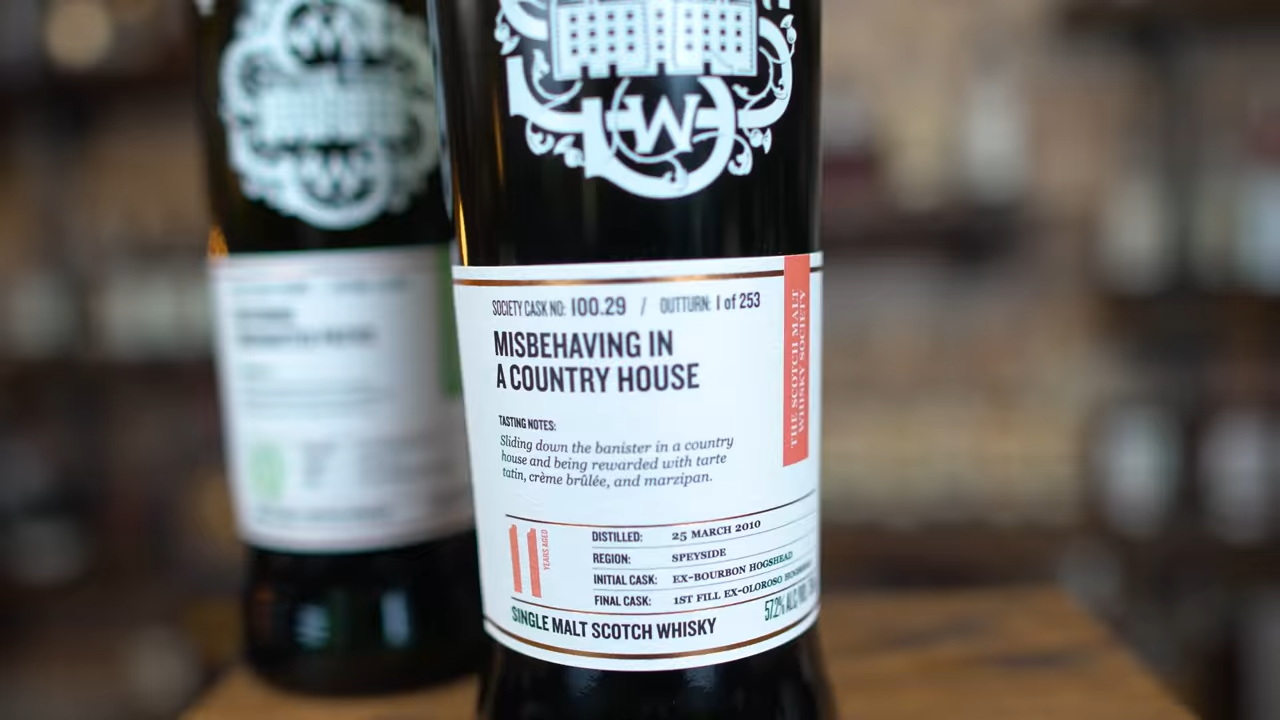 W
SOCIETY CASK NO: 100.29 / OUTTURN: 1 of 253
THE SCOTCH MALT
WHISKY SOCIETY
MISBEHAVING IN
A COUNTRY HOUSE
TASTING NOTES:
Sliding down the banister in a country
house and being rewarded with tarte
tatin, crème brûlée, and marzipan.
11
YEARS AGED
DISTILLED: 25 MARCH 2010
REGION: SPEYSIDE
INITIAL CASK: EX-BOURBON HOGSHEAD
FINAL CASK: 1ST FILL EX-OLOROSO
57.2% ALC
SINGLE MALT SCOTCH WHISKY